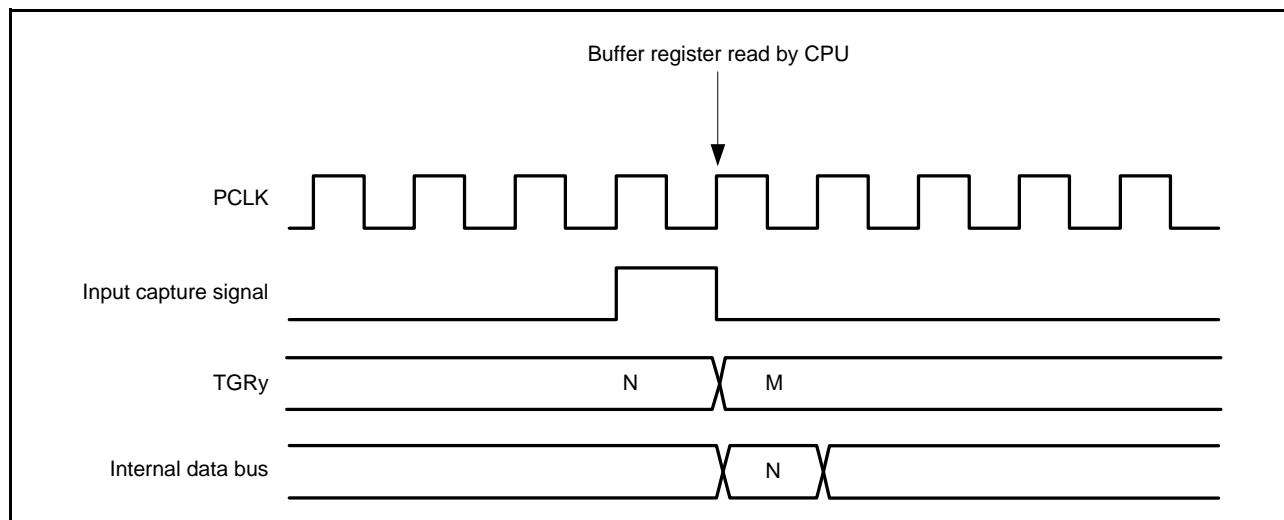 Buffer register read by CPU
PCLK
Input capture signal
TGRy
N
M
Internal data bus
N